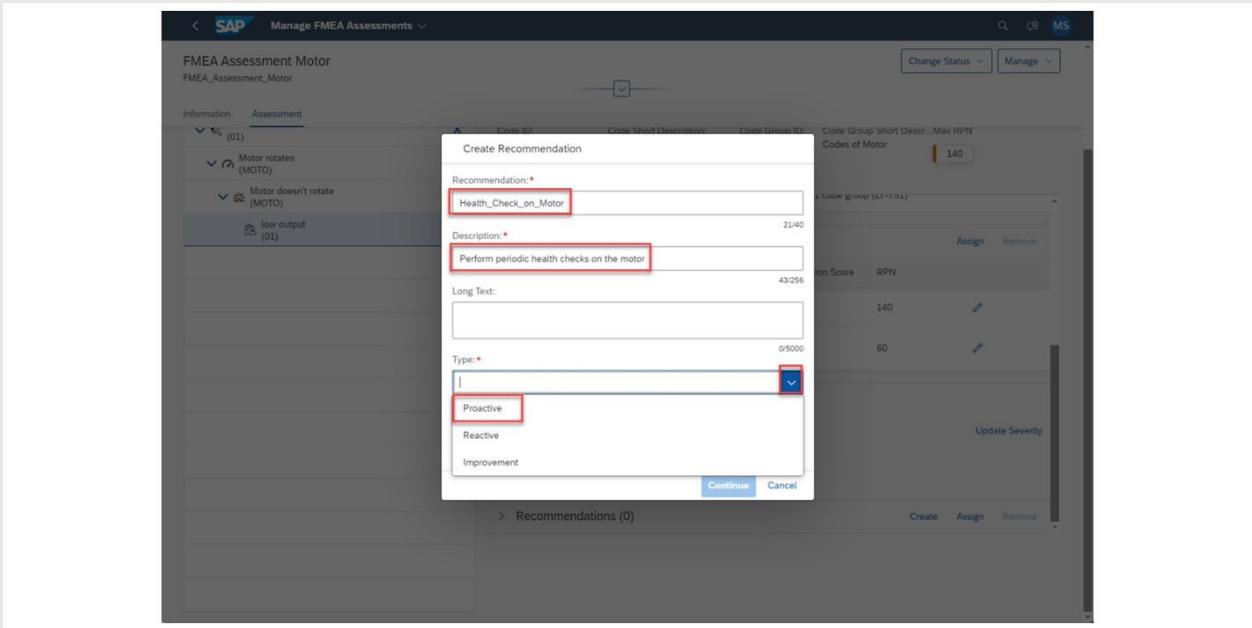 SAP Manage FMEA Assessments
MS
FMEA Assessment Motor
FMEA_Assessment_Motor
Change Status
Manage
Information Assessment
(01)
Motor rotates
(MOTO)
Motor doesn't rotate
(MOTO)
low output
(01)
Code ID: Code Short Description: Code Group ID: Code Group Short Descr... Max RPN
Codes of Motor
140
Create Recommendation
Recommendation:*
Health_Check_on_Motor
21/40
Description:*
Perform periodic health checks on the motor
43/256
Long Text:
0/5000
Type:*
Proactive
Reactive
Improvement
Continue Cancel
Assign Remove
ion Score RPN
140
60
Update Severity
Recommendations (0)
Create Assign Remove